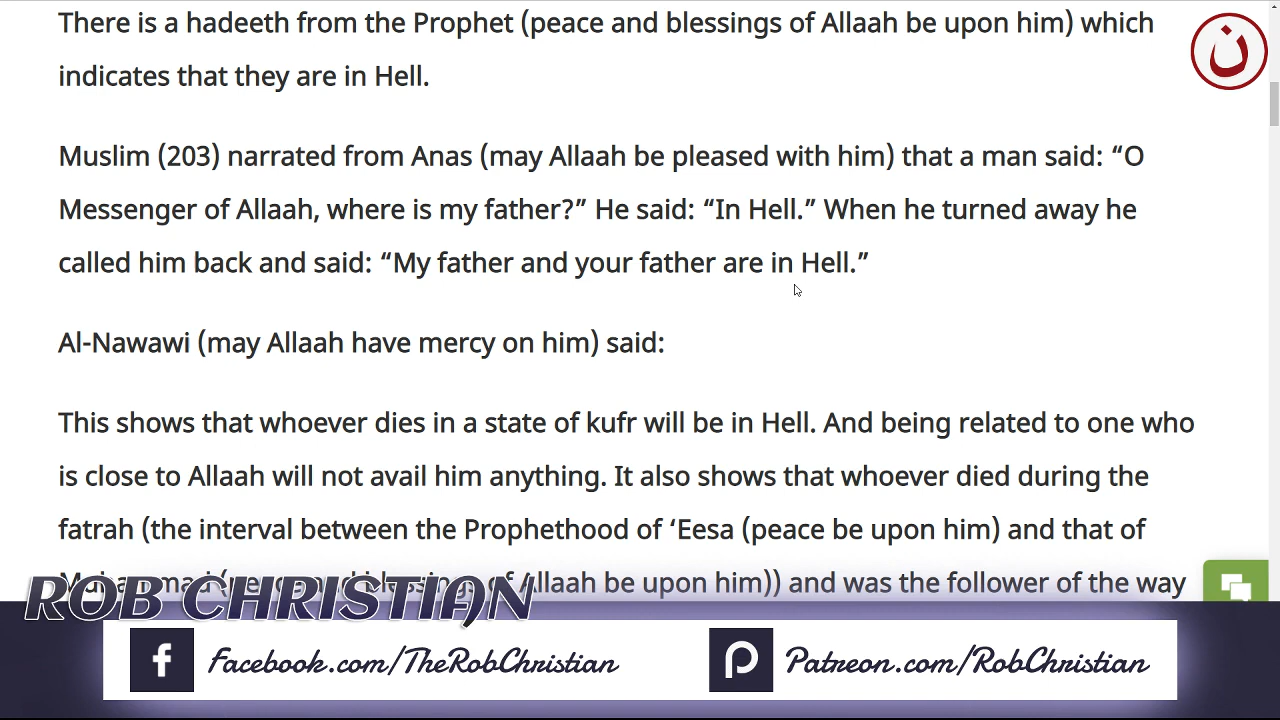 There is a hadeeth from the Prophet (peace and blessings of Allaah be upon him) which
indicates that they are in Hell.
ن
Muslim (203) narrated from Anas (may Allaah be pleased with him) that a man said: “O
Messenger of Allaah, where is my father?” He said: “In Hell.” When he turned away he
called him back and said: “My father and your father are in Hell.”
Al-Nawawi (may Allaah have mercy on him) said:
This shows that whoever dies in a state of kufr will be in Hell. And being related to one who
is close to Allaah will not avail him anything. It also shows that whoever died during the
fatrah (the interval between the Prophethood of ‘Eesa (peace be upon him) and that of
Allaah be upon him)) and was the follower of the way
ROB CHRISTIAN
Facebook.com/TheRobChristian
Patreon.com/RobChristian